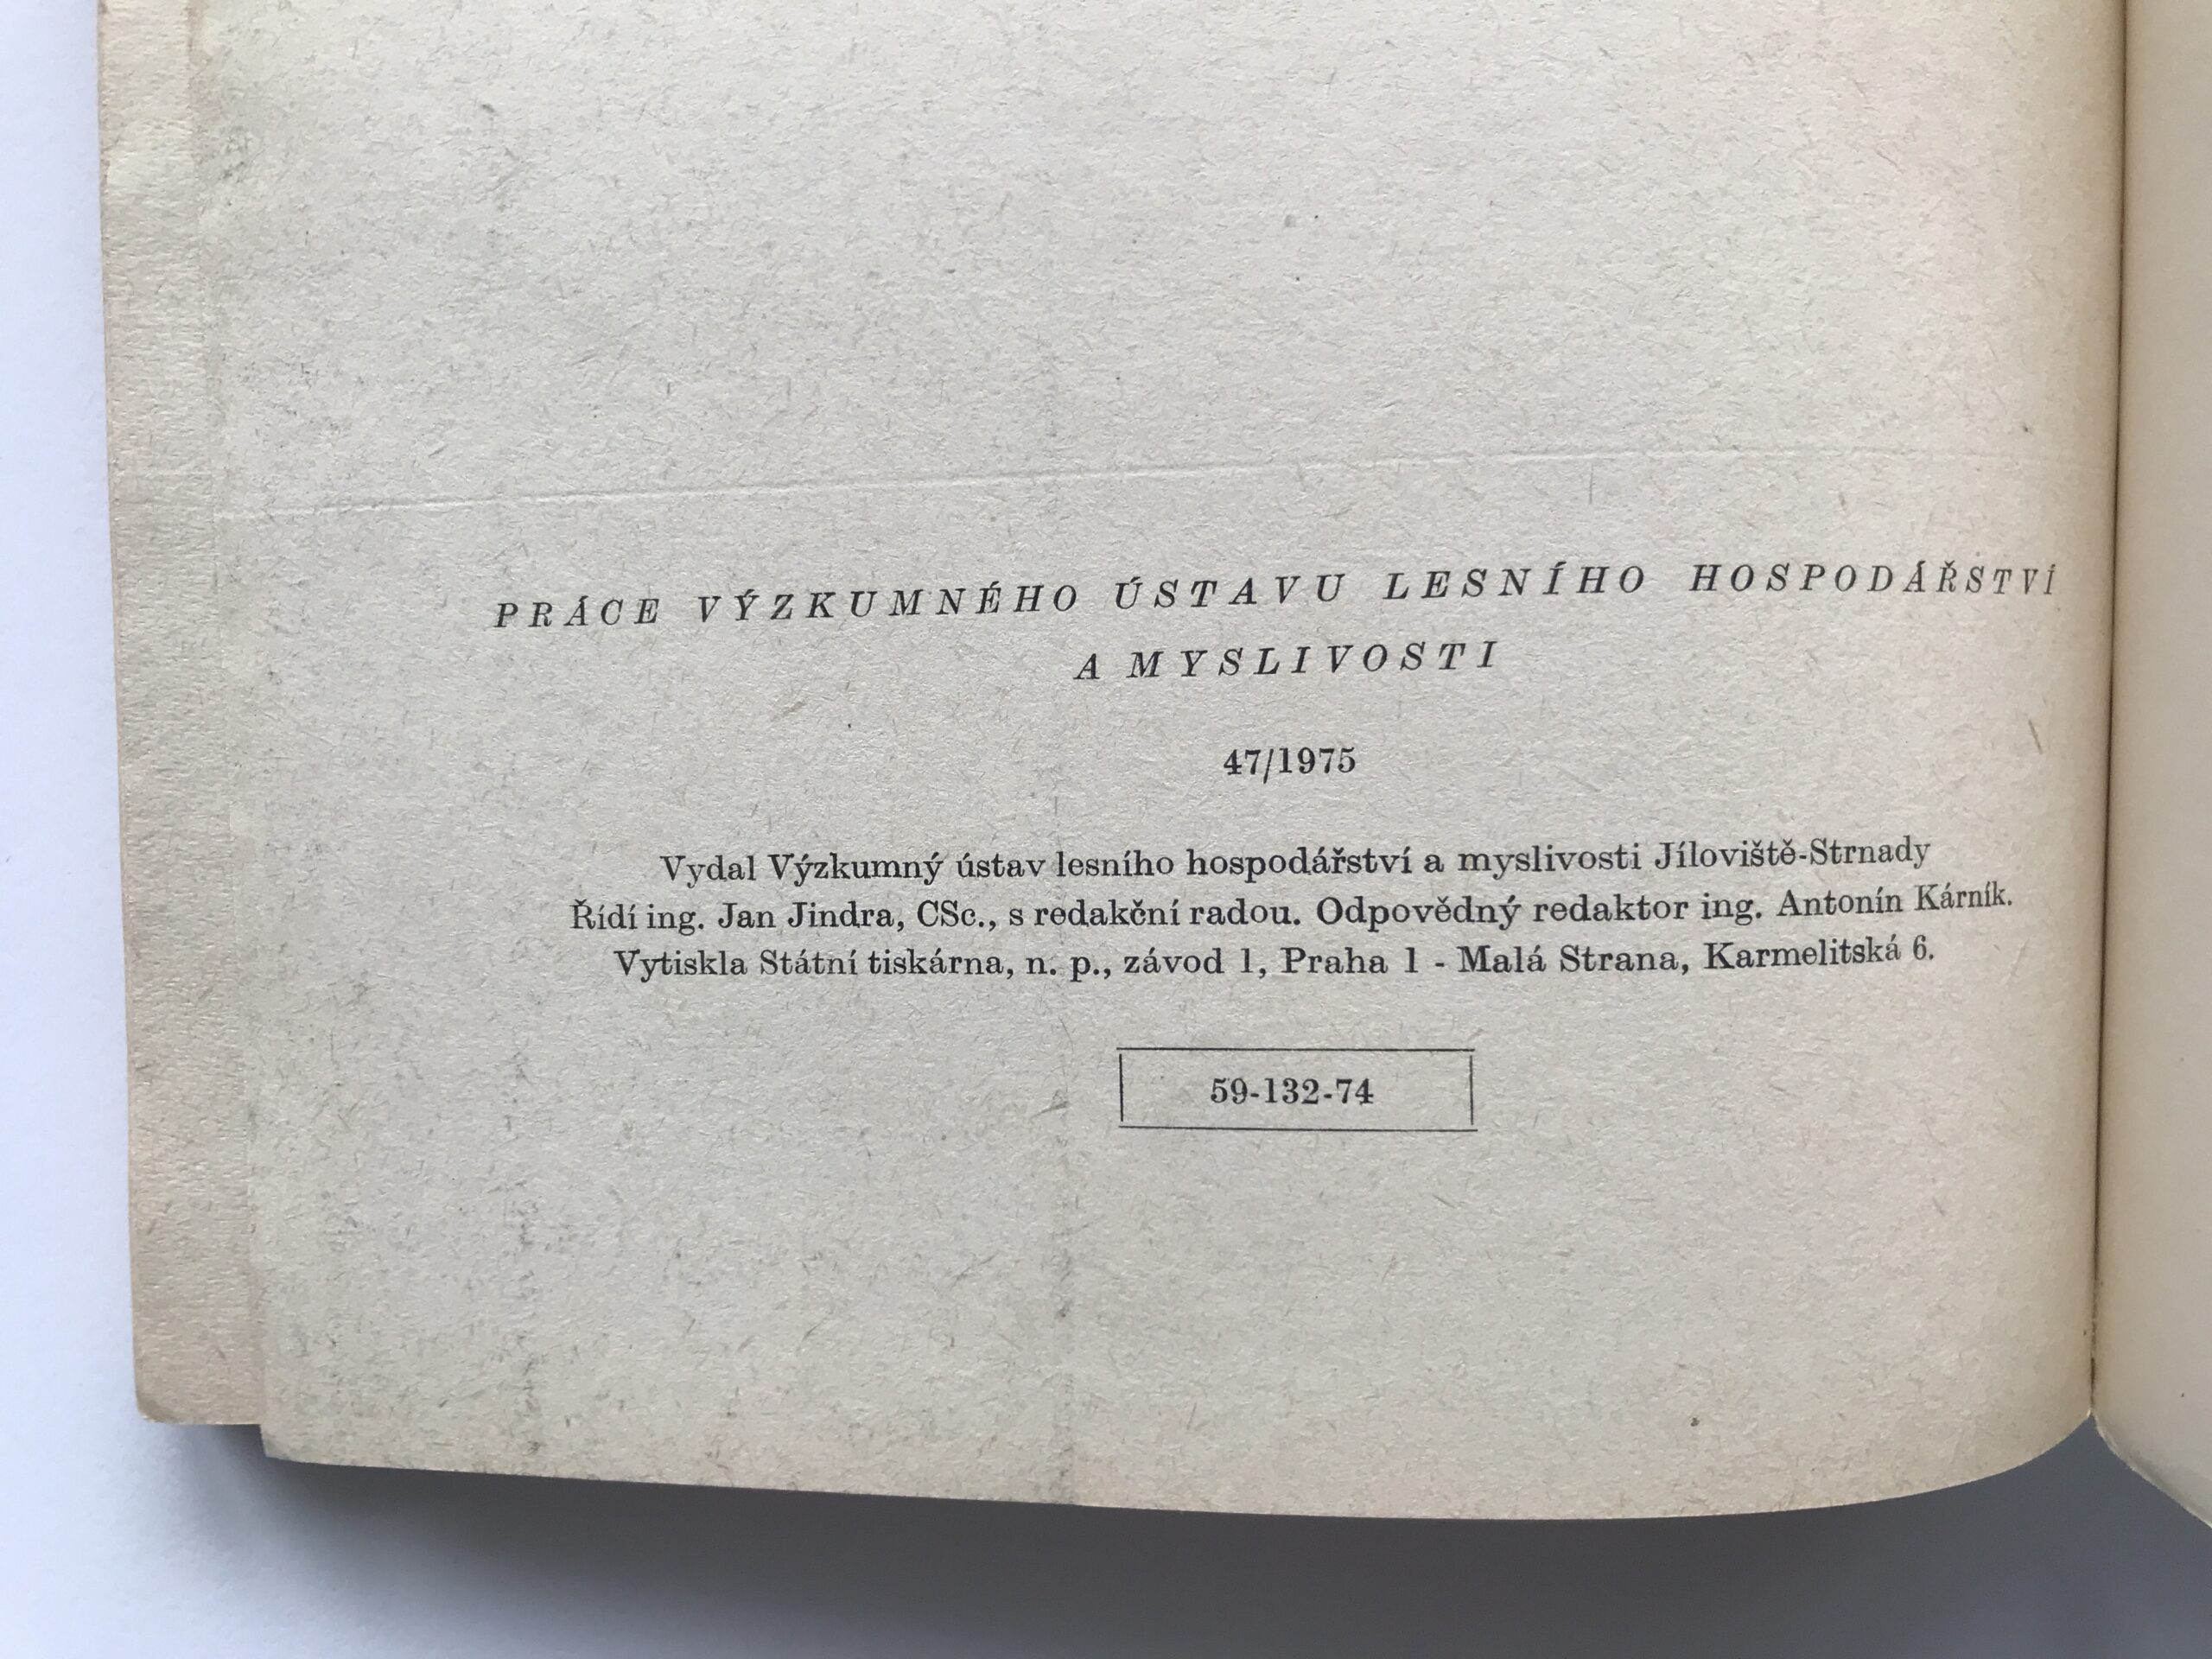 PRÁCE VÝZKUMNÉHO ÚSTAVU LESNÍHO HOSPODÁŘSTVÍ
A MYSLIVOSTI
47/1975
Vydal Výzkumný ústav lesního hospodářství a myslivosti Jíloviště-Strnady
Řídí ing. Jan Jindra, CSc., s redakční radou. Odpovědný redaktor ing. Antonín Kárník.
Vytiskla Státní tiskárna, n. p., závod 1, Praha 1 - Malá Strana, Karmelitská 6.
59-132-74